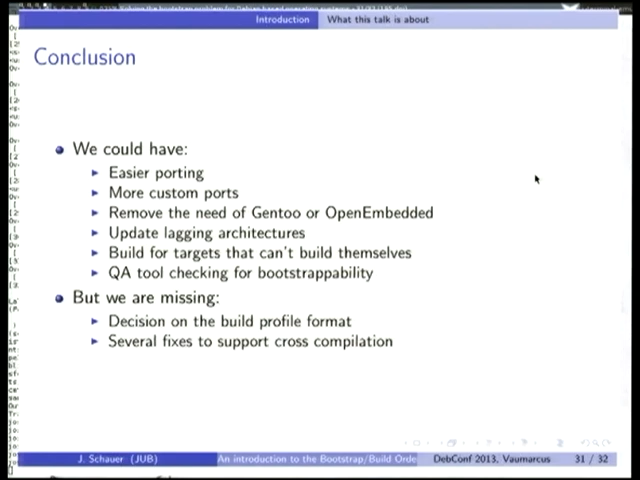 Introduction
What this talk is about
Conclusion
We could have:
Easier porting
More custom ports
Remove the need of Gentoo or OpenEmbedded
Update lagging architectures
Build for targets that can't build themselves
QA tool checking for bootstrappability
But we are missing:
Decision on the build profile format
Several fixes to support cross compilation
J. Schauer (JUB)
An introduction to the Bootstrap/Build Orde
DebConf 2013, Vaumarcus
31 / 32